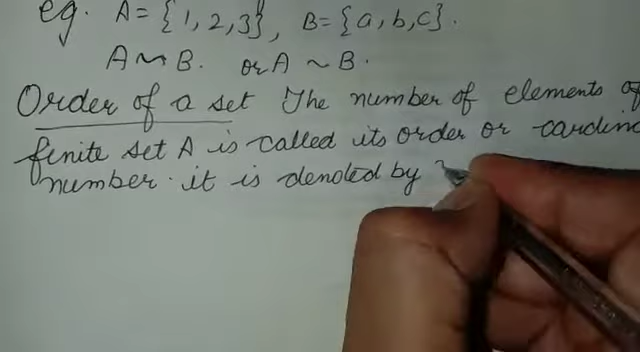 eg. A = {1, 2, 3}, B = {a, b, c}.
A ~ B. or A ~ B.
Order of a set The number of elements of
finite set A is called its order or cardina
number. it is denoted by